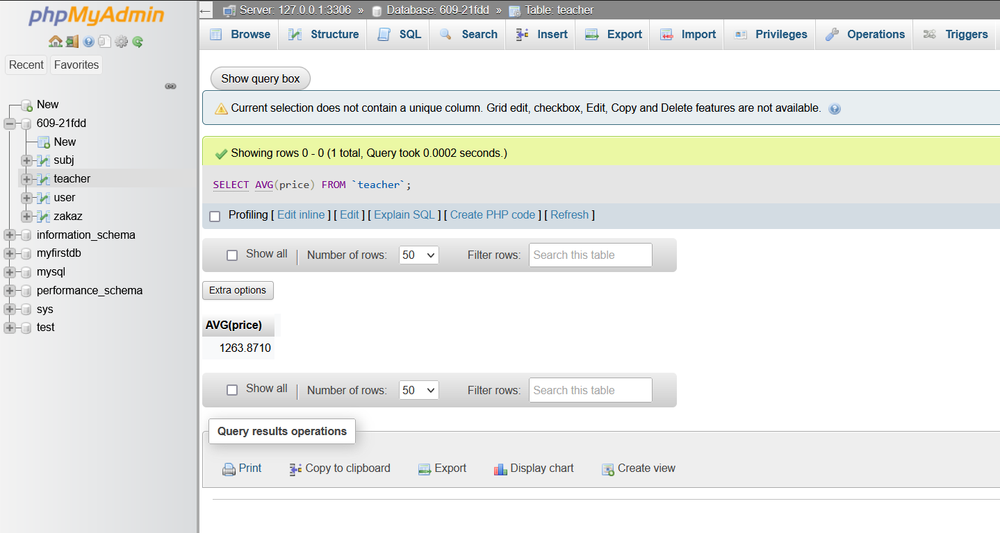 phpMyAdmin
Recent Favorites
New
609-21fdd
New
subj
teacher
user
zakaz
information_schema
myfirstdb
mysql
performance_schema
sys
test
Server: 127.0.0.1:3306 » Database: 609-21fdd » Table: teacher
Browse Structure SQL Search Insert Export Import Privileges Operations Triggers
Show query box
Current selection does not contain a unique column. Grid edit, checkbox, Edit, Copy and Delete features are not available.
Showing rows 0 - 0 (1 total, Query took 0.0002 seconds.)
SELECT AVG(price) FROM `teacher`;
Profiling [ Edit inline ] [ Edit ] [ Explain SQL ] [ Create PHP code ] [ Refresh ]
Show all Number of rows: 50 Filter rows: Search this table
Extra options
AVG(price)
1263.8710
Show all Number of rows: 50 Filter rows: Search this table
Query results operations
Print Copy to clipboard Export Display chart Create view